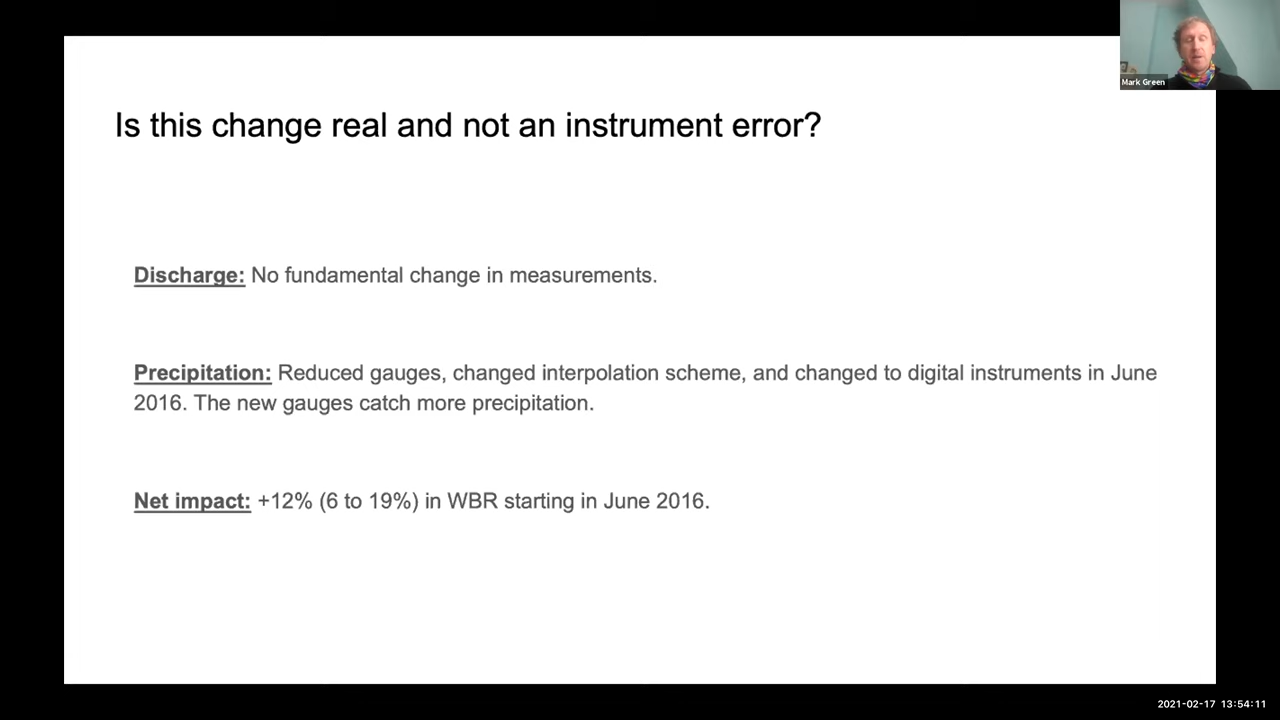 Mark Green
Is this change real and not an instrument error?
Discharge: No fundamental change in measurements.
Precipitation: Reduced gauges, changed interpolation scheme, and changed to digital instruments in June
2016. The new gauges catch more precipitation.
Net impact: +12% (6 to 19%) in WBR starting in June 2016.
2021-02-17 13:54:11